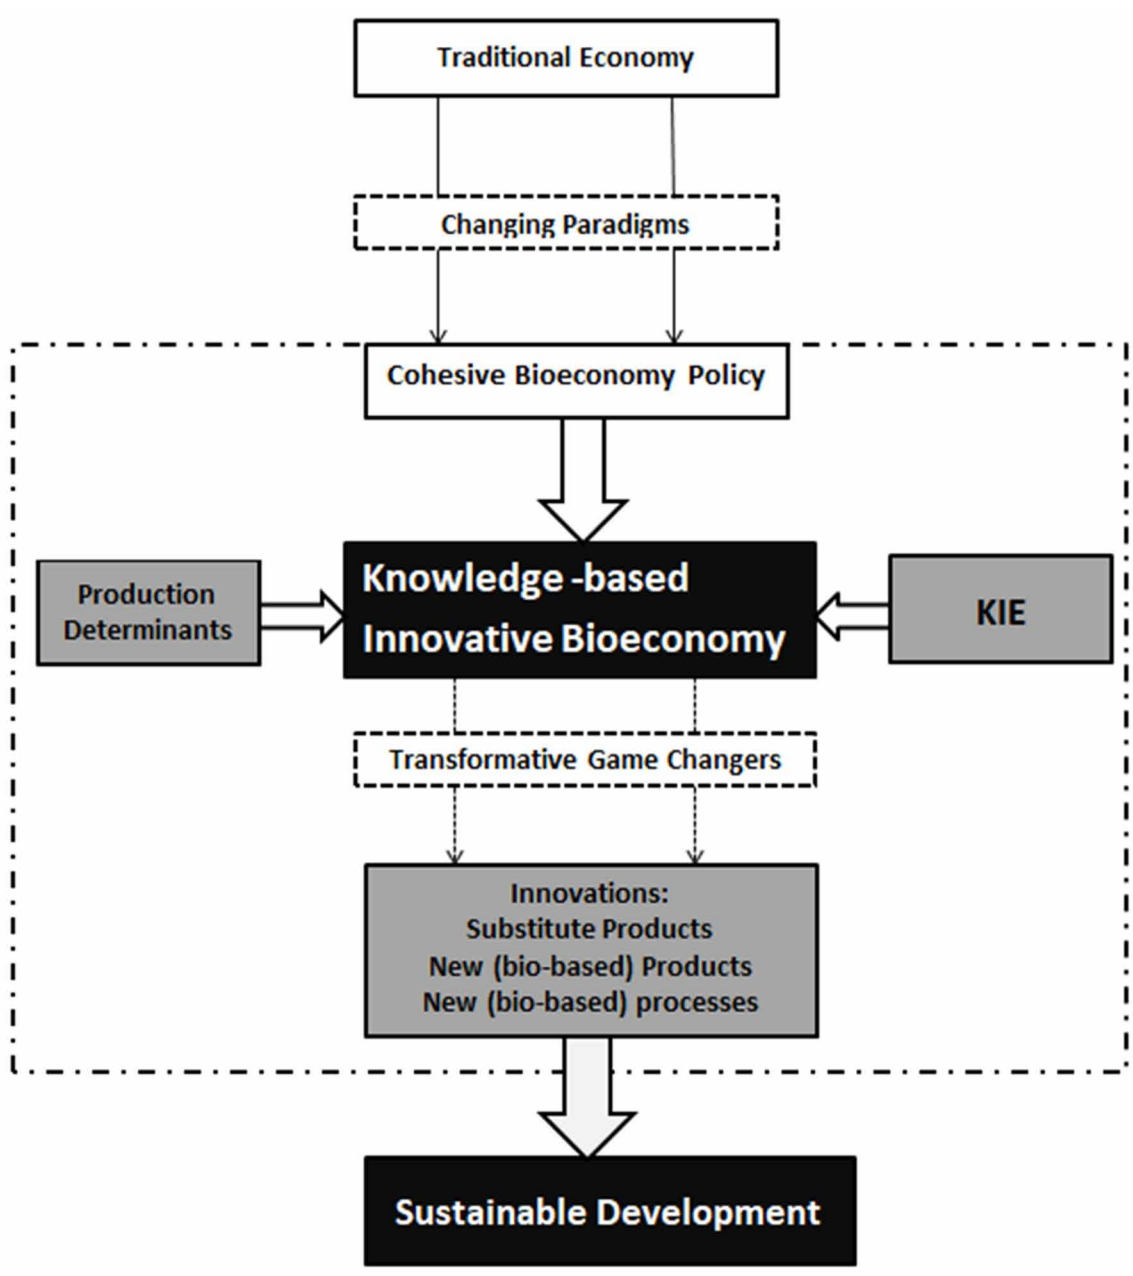 Traditional Economy
Changing Paradigms
Cohesive Bioeconomy Policy
Production
Determinants
Knowledge -based
Innovative Bioeconomy
KIE
Transformative Game Changers
Innovations:
Substitute Products
New (bio-based) Products
New (bio-based) processes
Sustainable Development